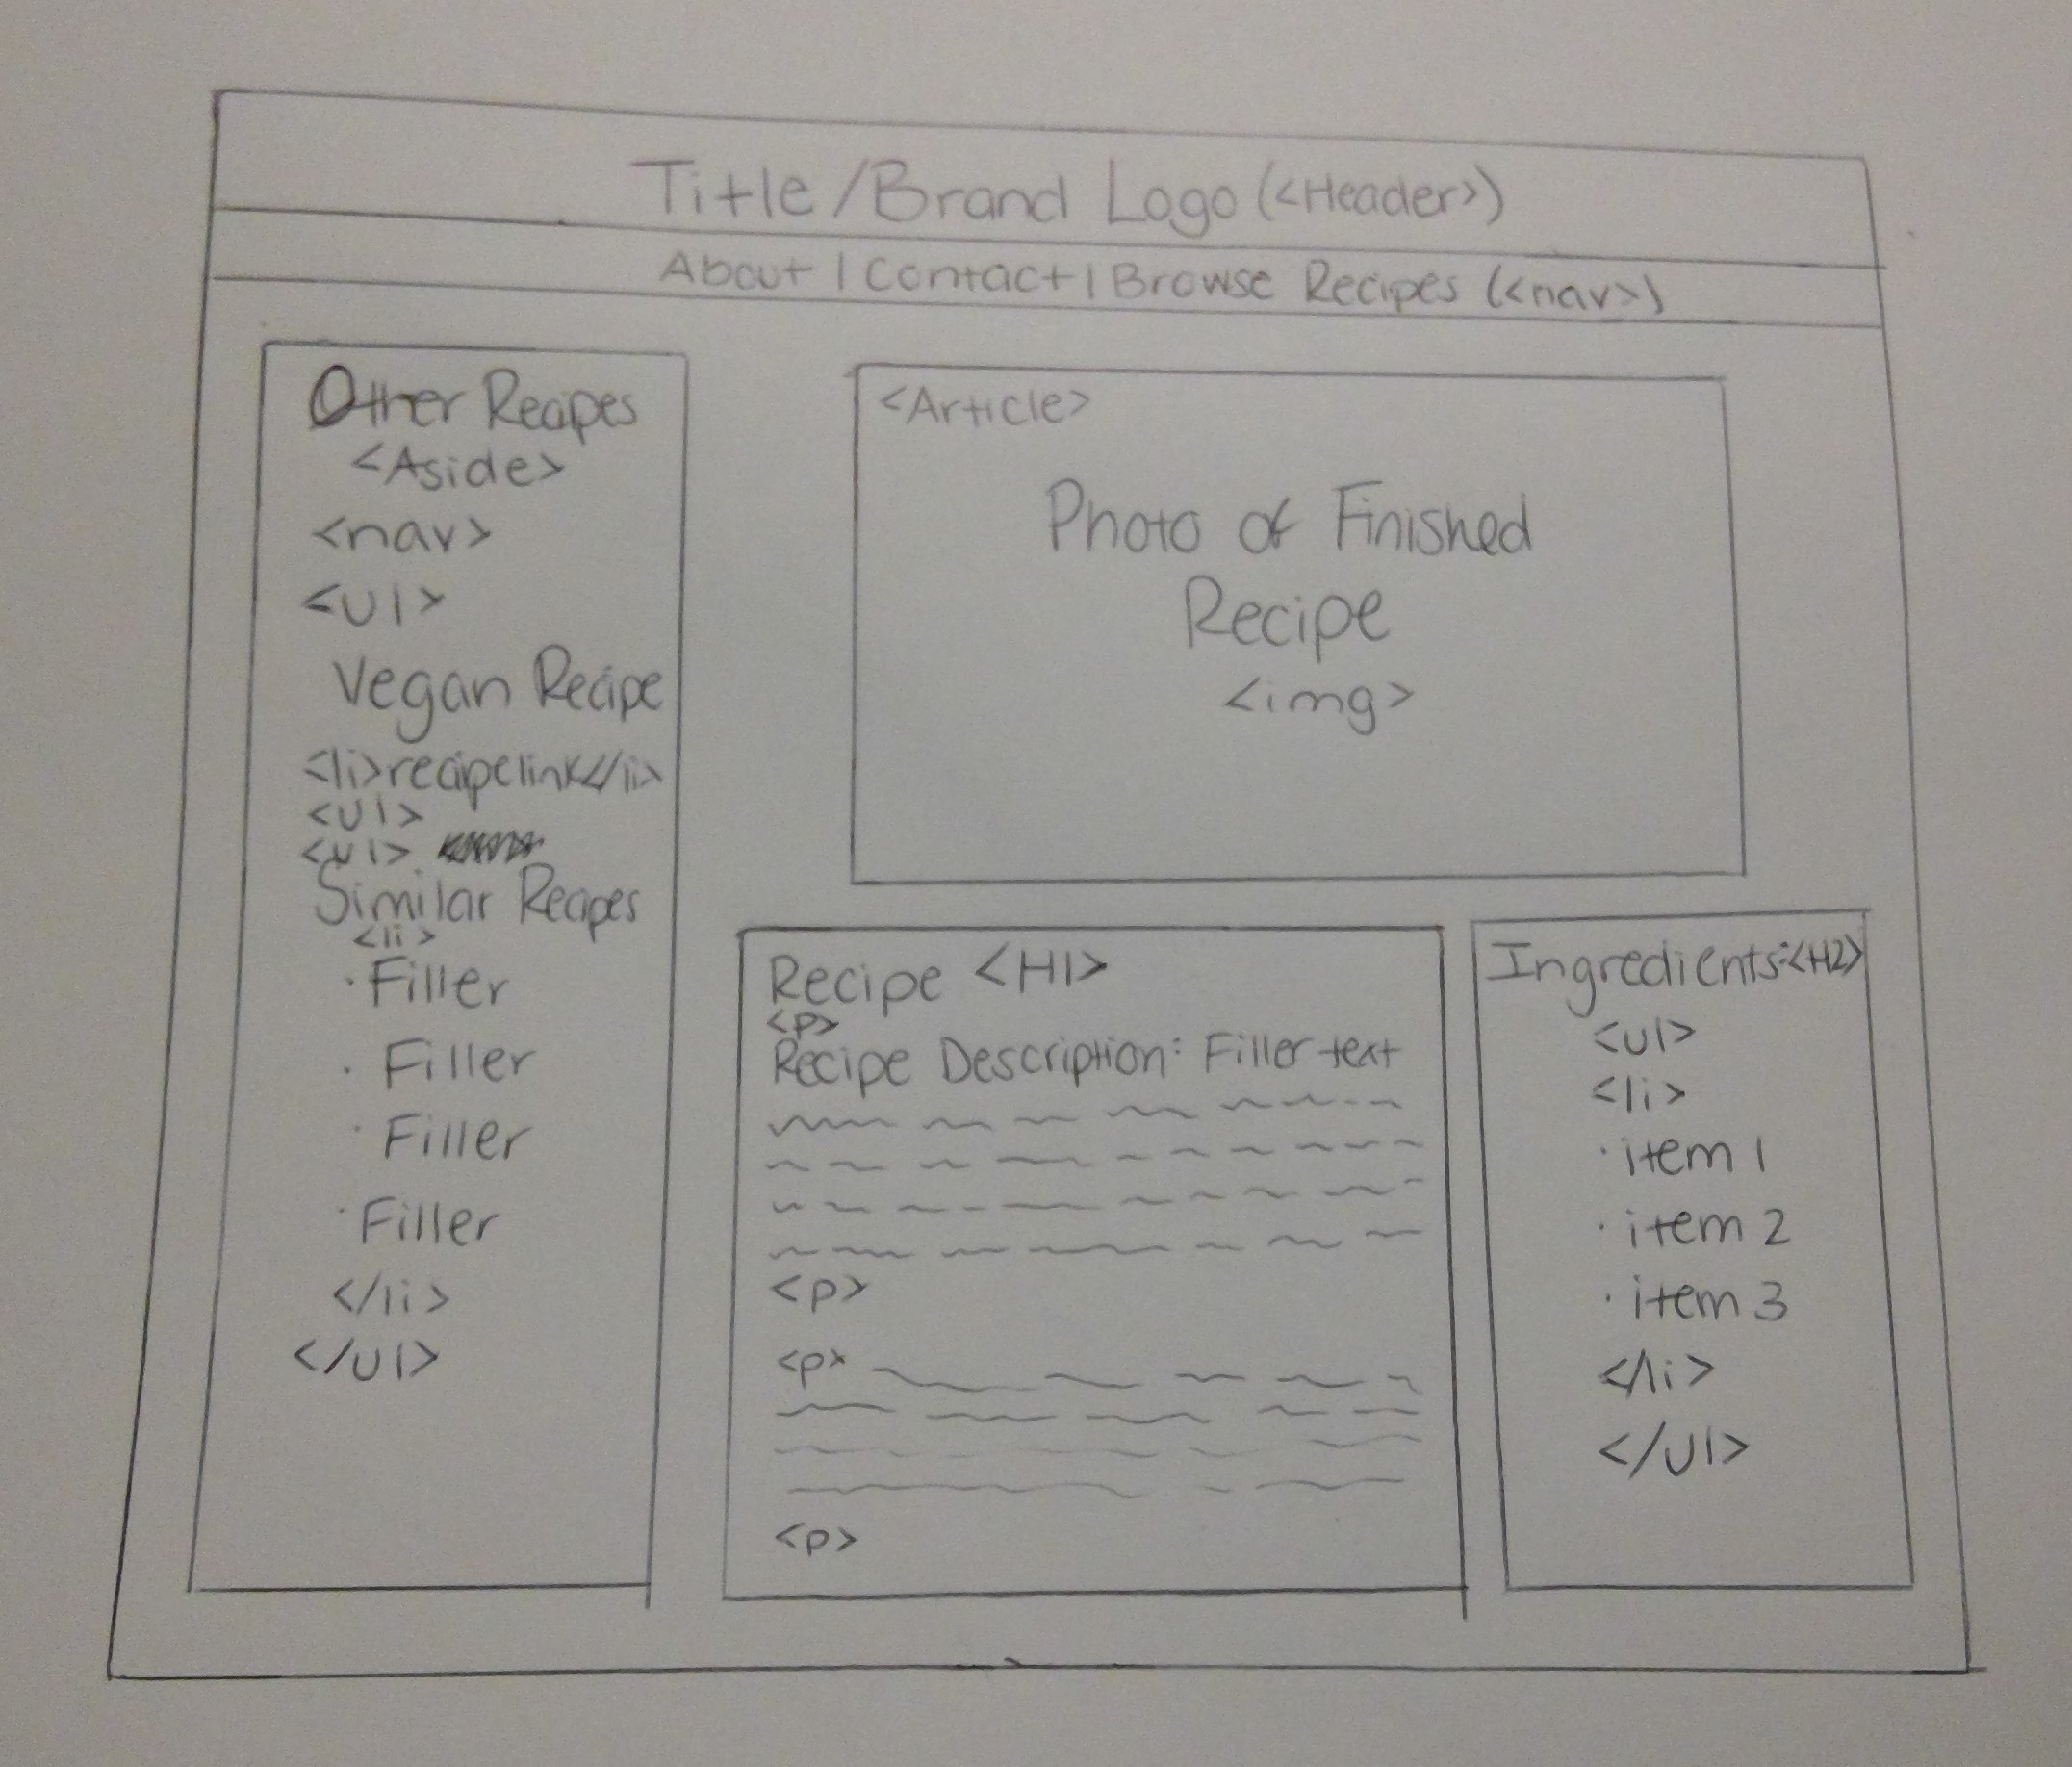 Title/Brand Logo (<Header>)
About | Contact | Browse Recipes (<nav>)
Other Recipes
<Aside>
<nav>
<ul>
Vegan Recipe
<li>recipelink</li>
<ul>
<ul>
Similar Recipes
<li>
· Filler
· Filler
· Filler
· Filler
</li>
</ul>
<Article>
Photo of Finished
Recipe
<img>
Recipe <H1>
<p>
Recipe Description: Filler text
<p>
<p>
<p>
Ingredients:<H2>
<ul>
<li>
· item 1
· item 2
· item 3
</li>
</ul>